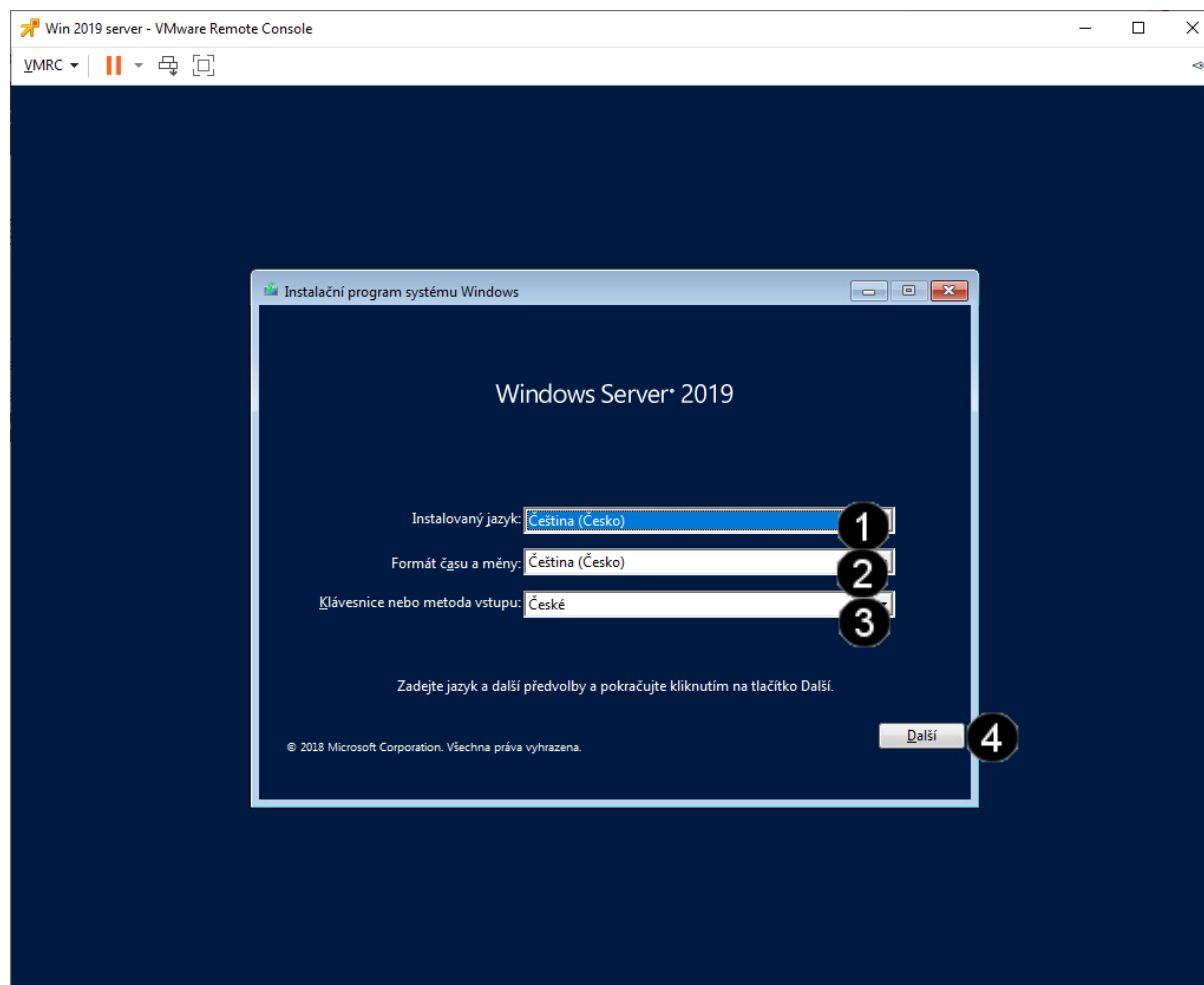 Win 2019 server - VMware Remote Console
VMRC
Instalační program systému Windows
Windows Server 2019
Instalovaný jazyk: Čeština (Česko) 1
Formát času a měny: Čeština (Česko) 2
Klávesnice nebo metoda vstupu: České 3
Zadejte jazyk a další předvolby a pokračujte kliknutím na tlačítko Další.
Další 4
© 2018 Microsoft Corporation. Všechna práva vyhrazena.